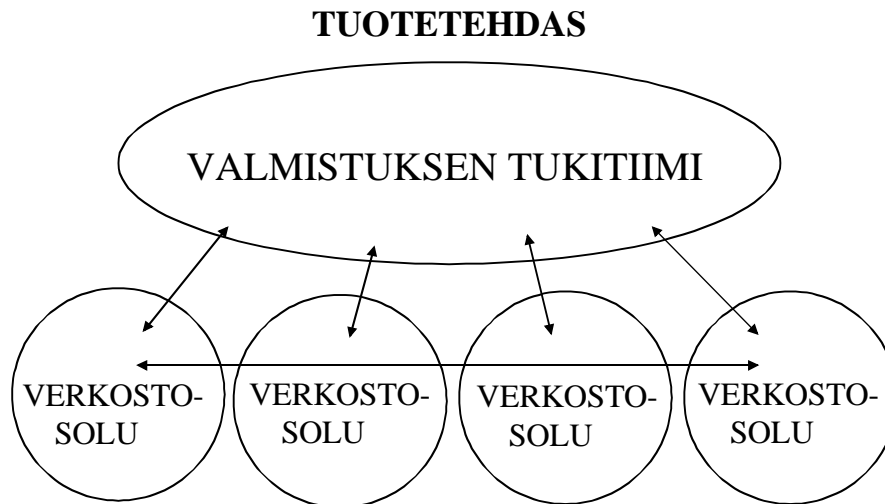 TUOTETEHDAS
VALMISTUKSEN TUKITIIMI
VERKOSTO-
SOLU
VERKOSTO-
SOLU
VERKOSTO-
SOLU
VERKOSTO-
SOLU